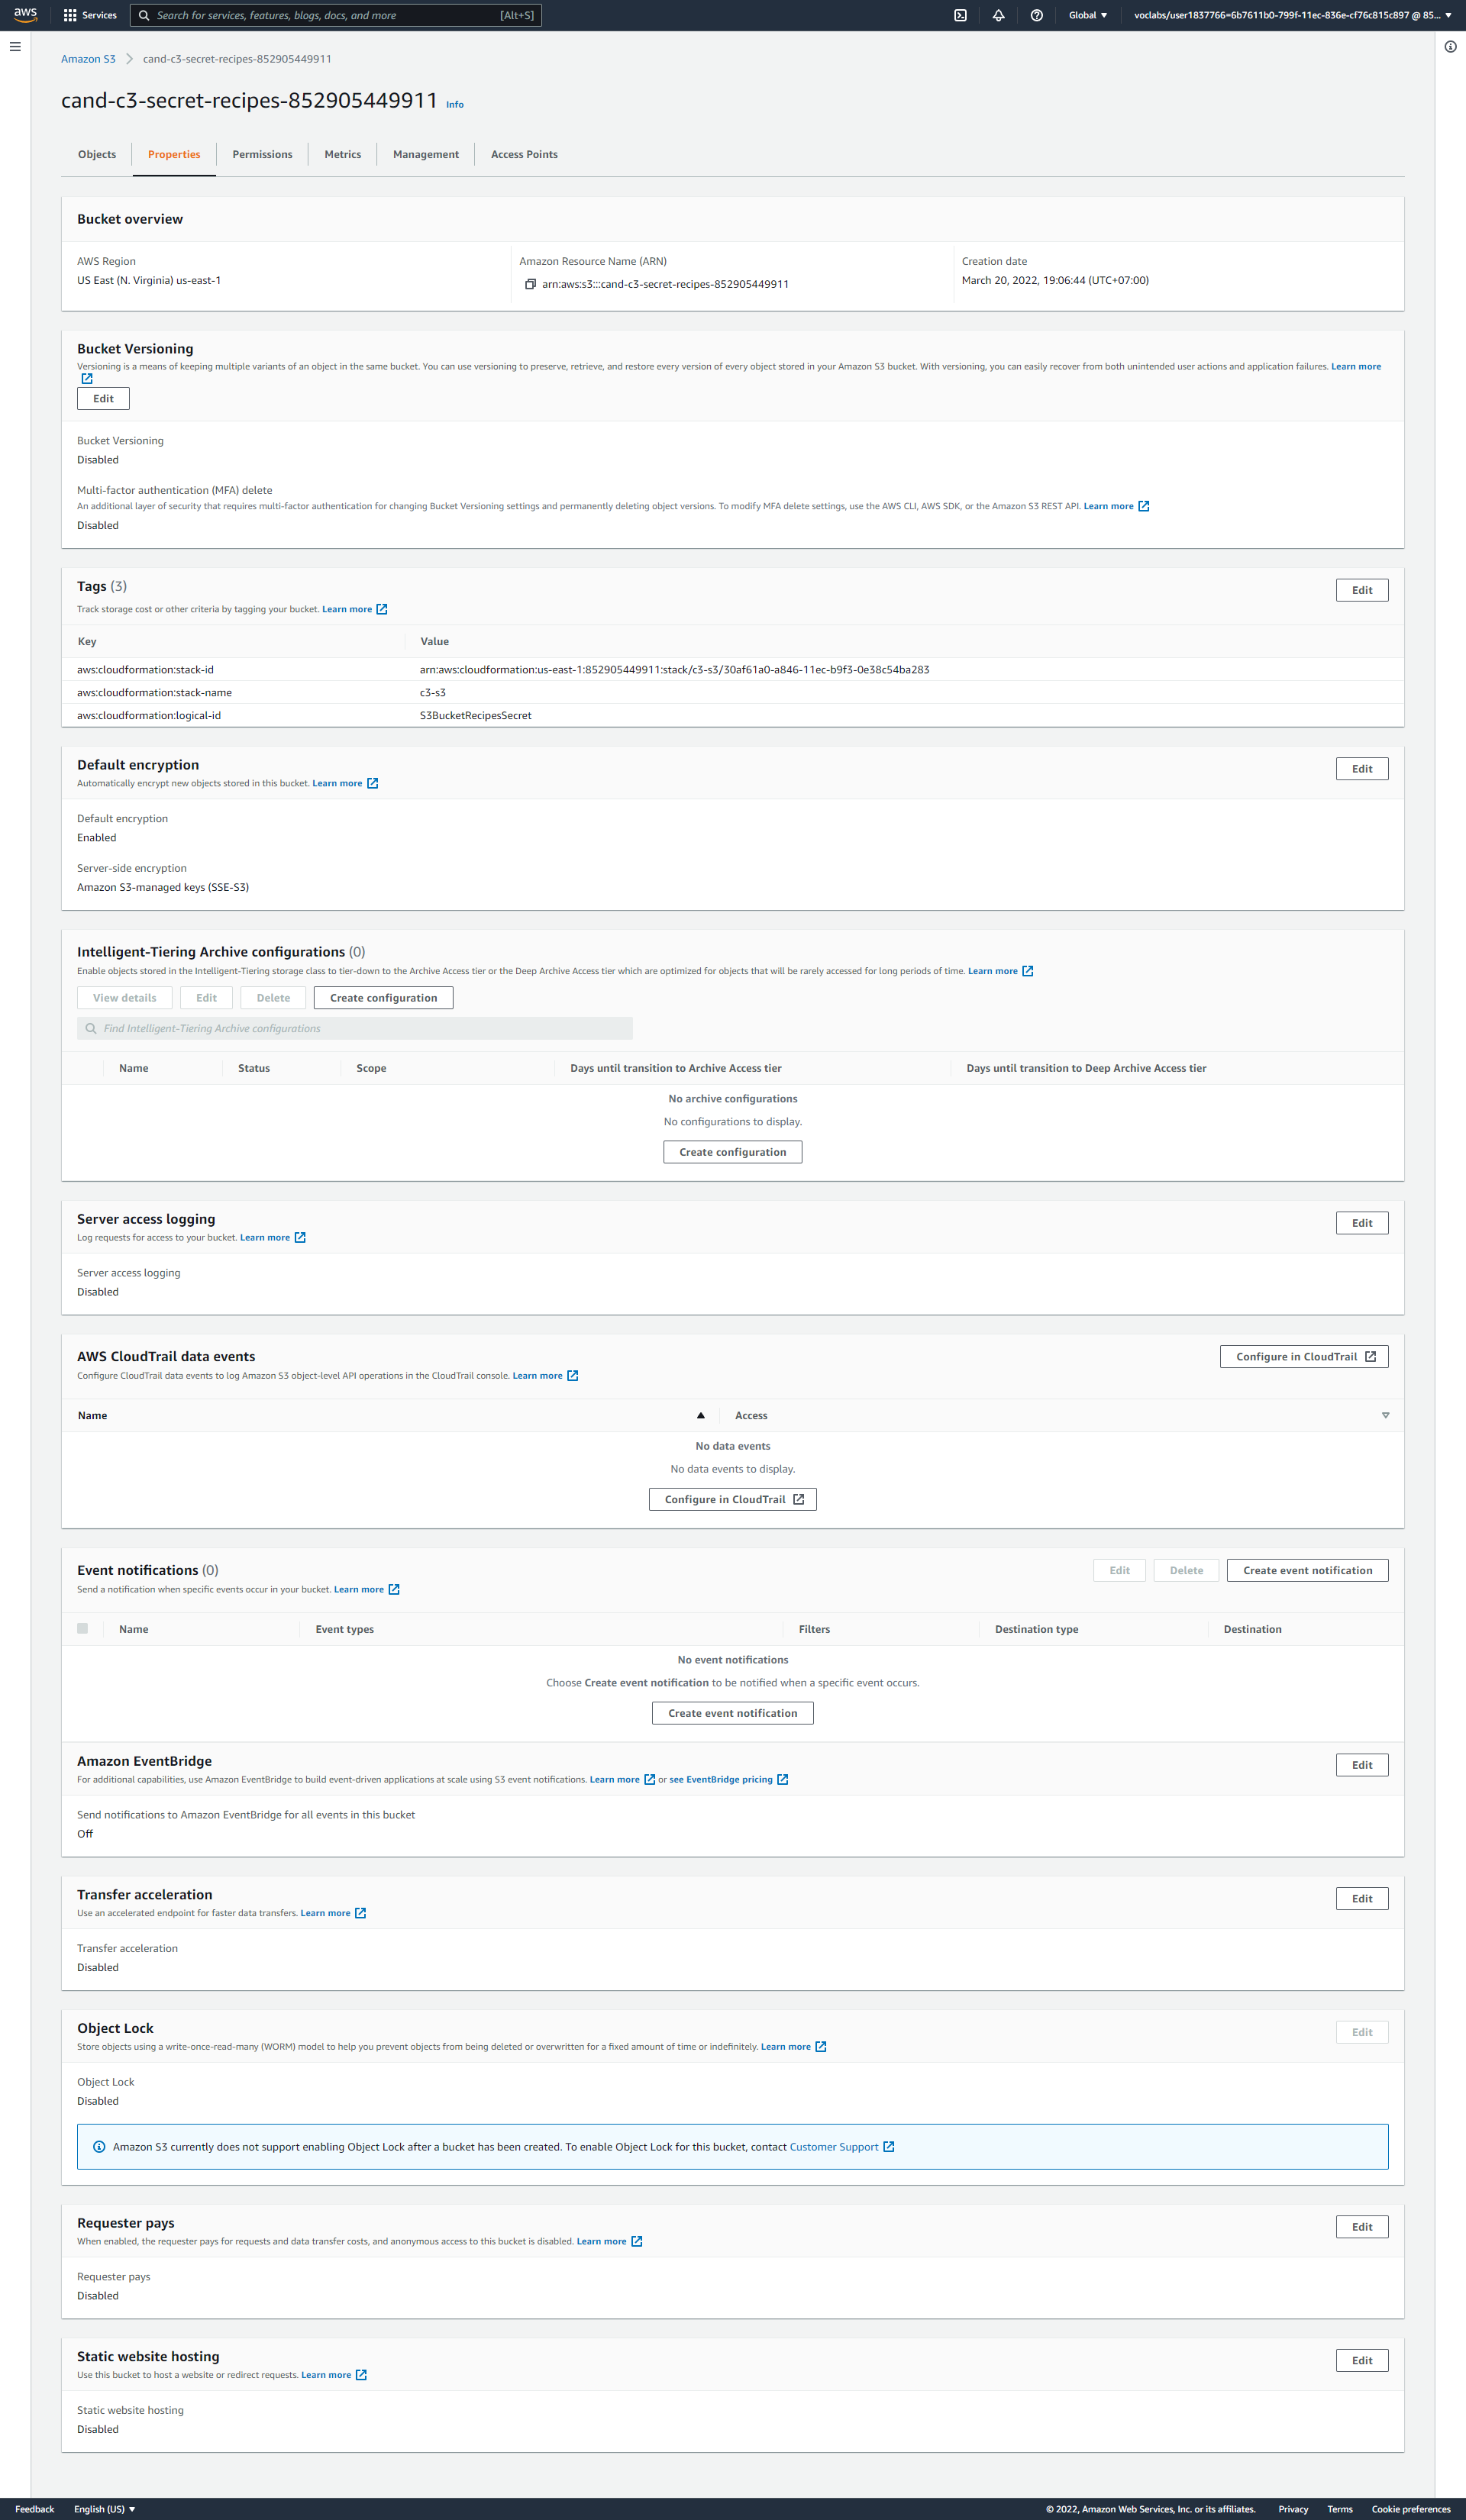 aws
Services
Search for services, features, blogs, docs, and more
[Alt+S]
Global
voclabs/user1837766=6b7611b0-799f-11ec-836e-cf76c815c897 @ 85...
Amazon S3
cand-c3-secret-recipes-852905449911
cand-c3-secret-recipes-852905449911 Info
Objects
Properties
Permissions
Metrics
Management
Access Points
Bucket overview
AWS Region
US East (N. Virginia) us-east-1
Amazon Resource Name (ARN)
arn:aws:s3:::cand-c3-secret-recipes-852905449911
Creation date
March 20, 2022, 19:06:44 (UTC+07:00)
Bucket Versioning
Versioning is a means of keeping multiple variants of an object in the same bucket. You can use versioning to preserve, retrieve, and restore every version of every object stored in your Amazon S3 bucket. With versioning, you can easily recover from both unintended user actions and application failures. Learn more
Edit
Bucket Versioning
Disabled
Multi-factor authentication (MFA) delete
An additional layer of security that requires multi-factor authentication for changing Bucket Versioning settings and permanently deleting object versions. To modify MFA delete settings, use the AWS CLI, AWS SDK, or the Amazon S3 REST API. Learn more
Disabled
Tags (3)
Edit
Track storage cost or other criteria by tagging your bucket. Learn more
Key
Value
aws:cloudformation:stack-id
arn:aws:cloudformation:us-east-1:852905449911:stack/c3-s3/30af61a0-a846-11ec-b9f3-0e38c54ba283
aws:cloudformation:stack-name
c3-s3
aws:cloudformation:logical-id
S3BucketRecipesSecret
Default encryption
Edit
Automatically encrypt new objects stored in this bucket. Learn more
Default encryption
Enabled
Server-side encryption
Amazon S3-managed keys (SSE-S3)
Intelligent-Tiering Archive configurations (0)
Enable objects stored in the Intelligent-Tiering storage class to tier-down to the Archive Access tier or the Deep Archive Access tier which are optimized for objects that will be rarely accessed for long periods of time. Learn more
View details
Edit
Delete
Create configuration
Find Intelligent-Tiering Archive configurations
Name
Status
Scope
Days until transition to Archive Access tier
Days until transition to Deep Archive Access tier
No archive configurations
No configurations to display.
Create configuration
Server access logging
Edit
Log requests for access to your bucket. Learn more
Server access logging
Disabled
AWS CloudTrail data events
Configure in CloudTrail
Configure CloudTrail data events to log Amazon S3 object-level API operations in the CloudTrail console. Learn more
Name
Access
No data events
No data events to display.
Configure in CloudTrail
Event notifications (0)
Edit
Delete
Create event notification
Send a notification when specific events occur in your bucket. Learn more
Name
Event types
Filters
Destination type
Destination
No event notifications
Choose Create event notification to be notified when a specific event occurs.
Create event notification
Amazon EventBridge
Edit
For additional capabilities, use Amazon EventBridge to build event-driven applications at scale using S3 event notifications. Learn more or see EventBridge pricing
Send notifications to Amazon EventBridge for all events in this bucket
Off
Transfer acceleration
Edit
Use an accelerated endpoint for faster data transfers. Learn more
Transfer acceleration
Disabled
Object Lock
Edit
Store objects using a write-once-read-many (WORM) model to help you prevent objects from being deleted or overwritten for a fixed amount of time or indefinitely. Learn more
Object Lock
Disabled
Amazon S3 currently does not support enabling Object Lock after a bucket has been created. To enable Object Lock for this bucket, contact Customer Support
Requester pays
Edit
When enabled, the requester pays for requests and data transfer costs, and anonymous access to this bucket is disabled. Learn more
Requester pays
Disabled
Static website hosting
Edit
Use this bucket to host a website or redirect requests. Learn more
Static website hosting
Disabled
Feedback
English (US)
© 2022, Amazon Web Services, Inc. or its affiliates.
Privacy
Terms
Cookie preferences